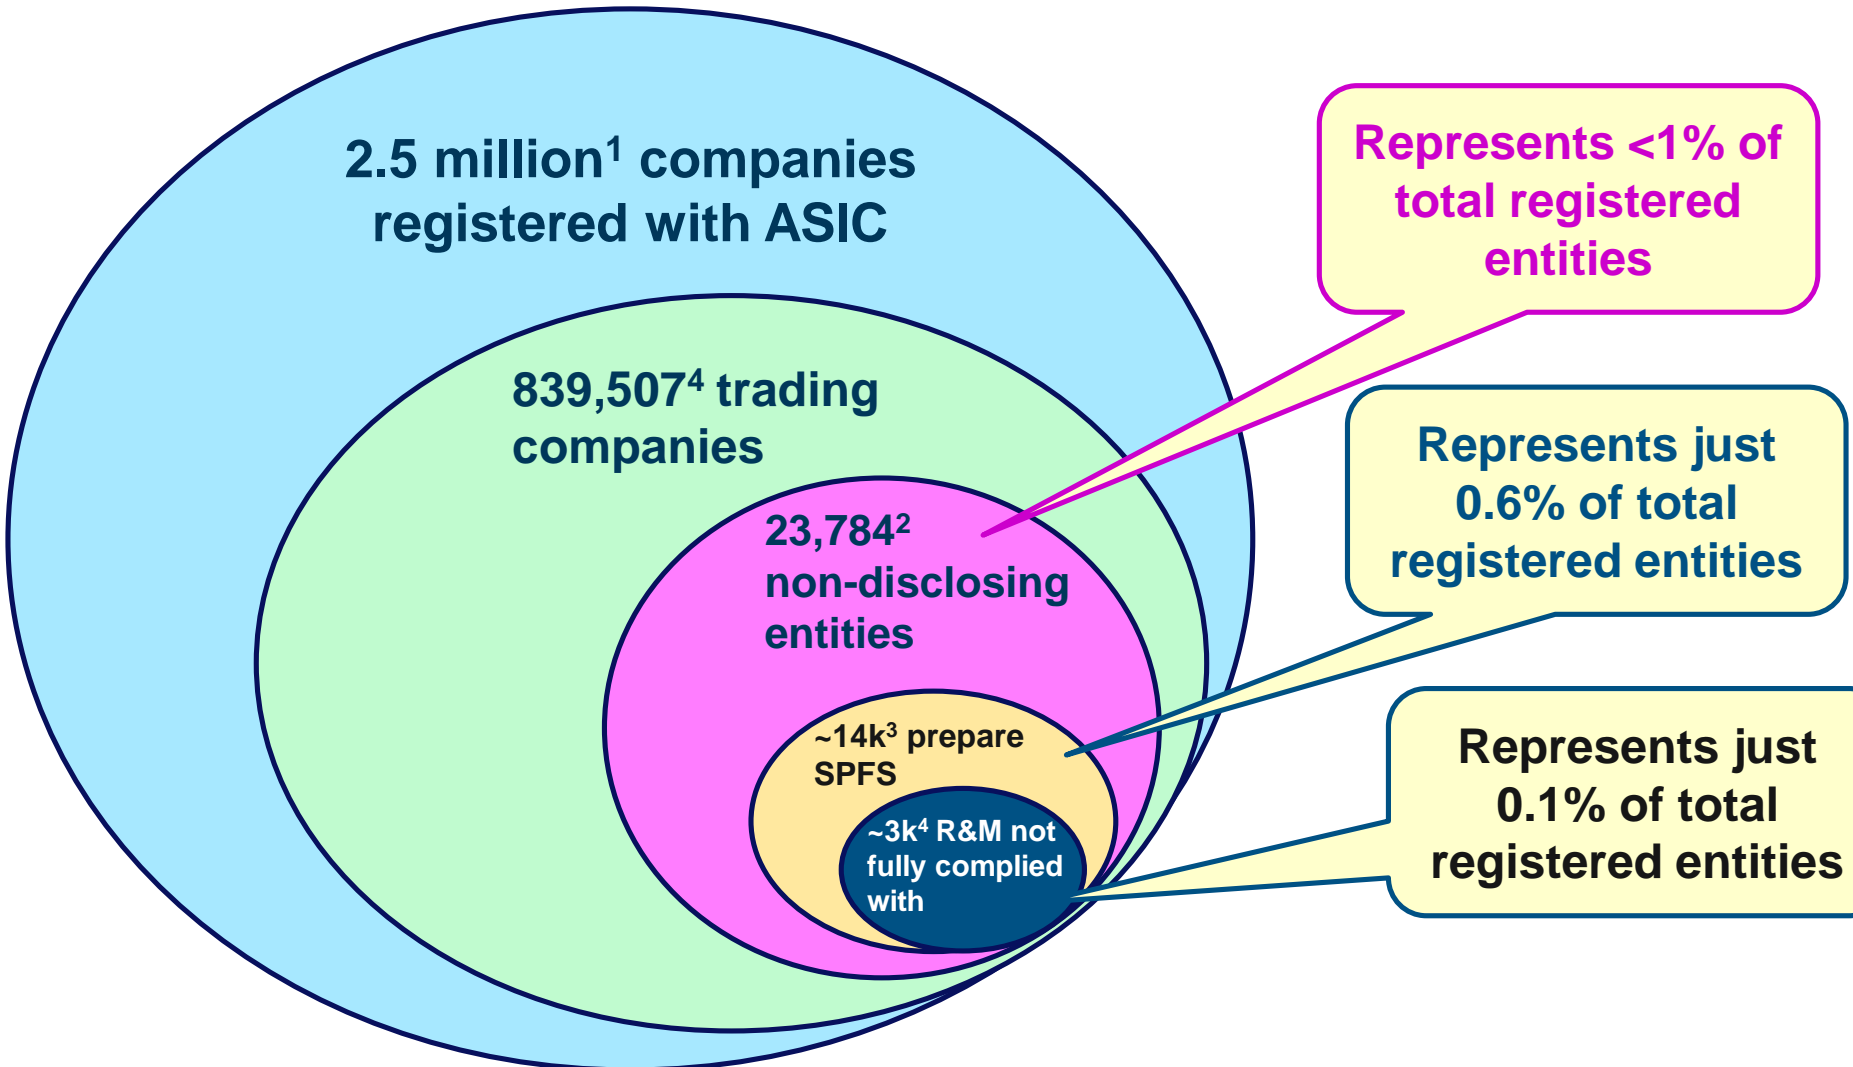 2.5 million¹ companies
registered with ASIC
Represents <1% of
total registered
entities
839,507⁴ trading
companies
Represents just
0.6% of total
registered entities
23,784²
non-disclosing
entities
~14k³ prepare
SPFS
Represents just
0.1% of total
registered entities
~3k⁴ R&M not
fully complied
with